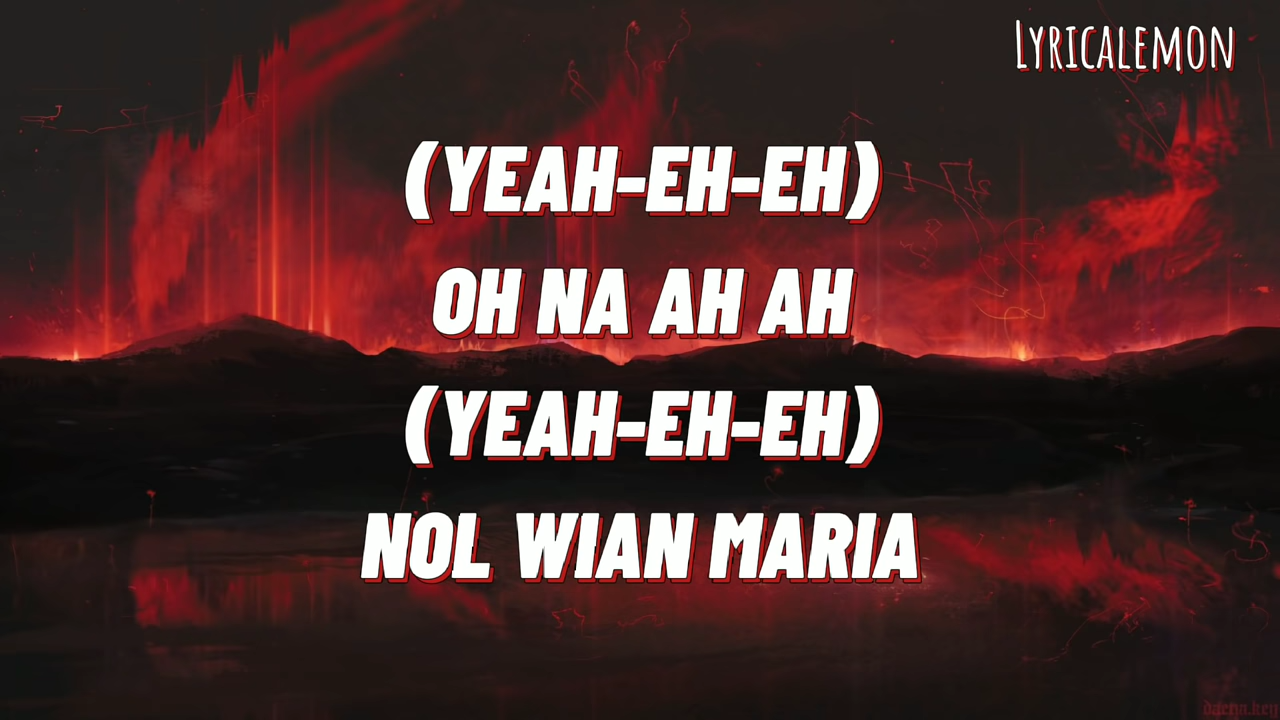 LYRICALEMON
(YEAH-EH-EH)
OH NA AH AH
(YEAH-EH-EH)
NOL WIAN MARIA